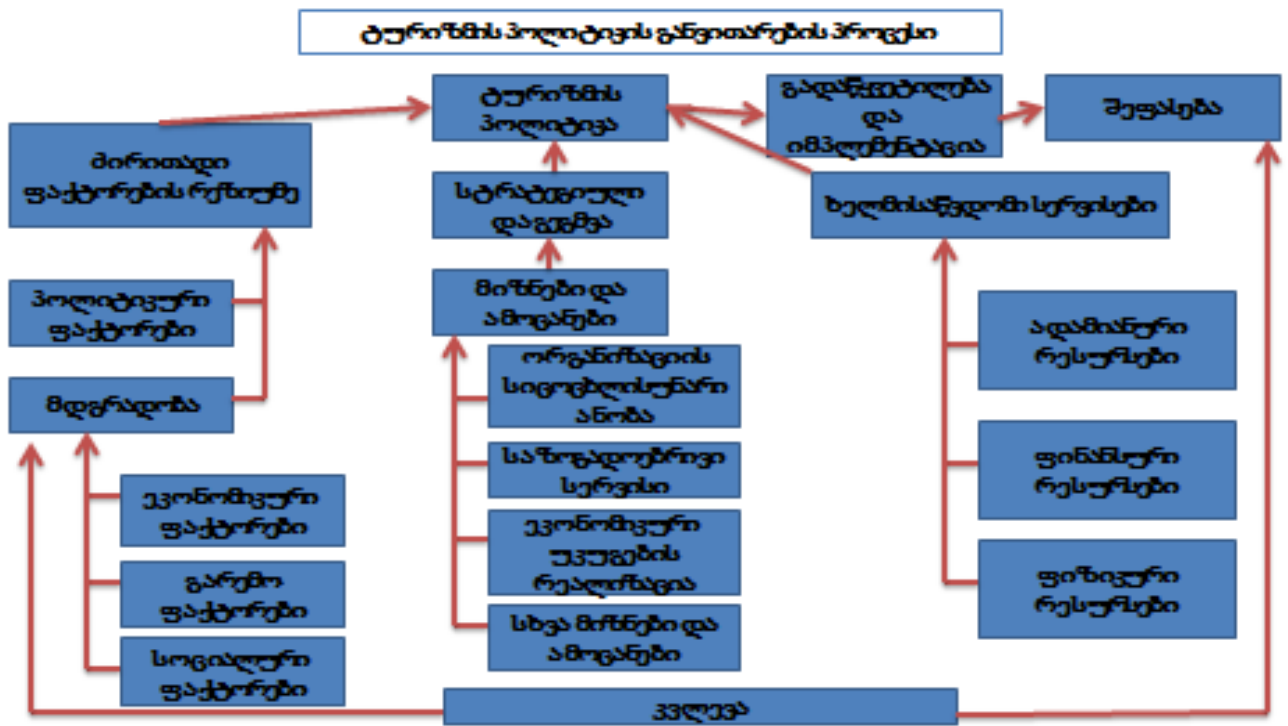 ტურიზმის პოლიტიკის განვითარების პროცესი
ტურიზმის
პოლიტიკა
გადაწყვეტილება
და
იმპლემენტაცია
შეფასება
ძირითადი
ფაქტორების რეზიუმე
სტრატეგიული
დაგეგმვა
ხელმისაწვდომი სერვისები
პოლიტიკური
ფაქტორები
მიზნები და
ამოცანები
ადამიანური
რესურსები
მდგრადობა
ორგანიზაციის
სიცოცხლისუნარი
ანობა
ფინანსური
რესურსები
საზოგადოებრივი
სერვისი
ეკონომიკური
ფაქტორები
ეკონომიკური
უკუგების
რეალიზაცია
ფიზიკური
რესურსები
გარემო
ფაქტორები
სხვა მიზნები და
ამოცანები
სოციალური
ფაქტორები
კვლევა